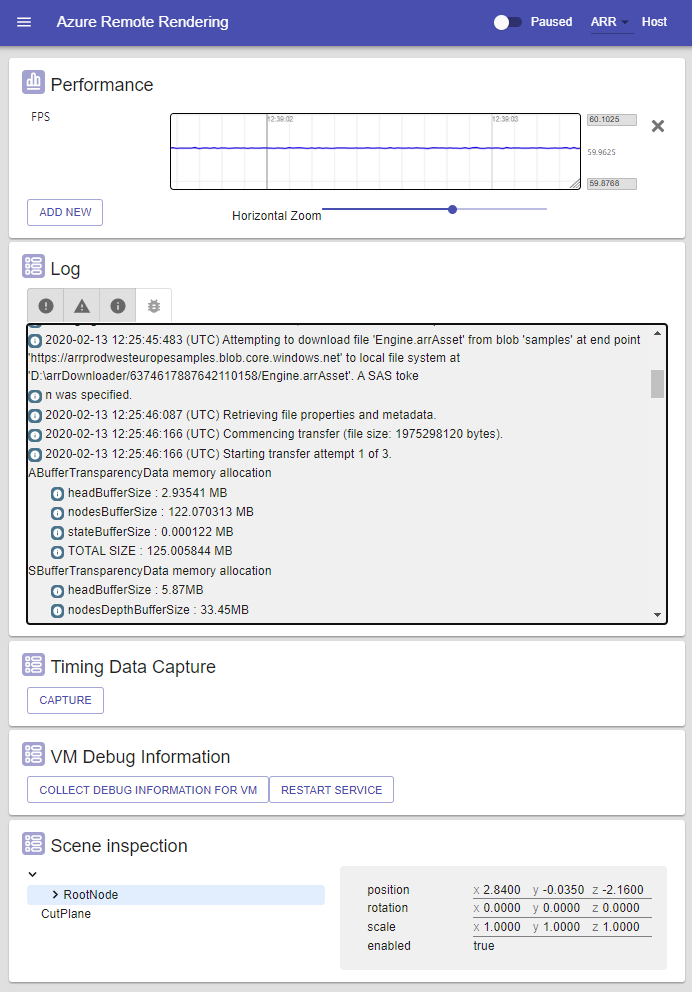 Azure Remote Rendering
Paused
ARR
Host
Performance
FPS
12:39:02
12:39:03
60.1025
59.9625
59.8768
ADD NEW
Horizontal Zoom
Log
2020-02-13 12:25:45:483 (UTC) Attempting to download file 'Engine.arrAsset' from blob 'samples' at end point
'https://arrprodwesteuropesamples.blob.core.windows.net' to local file system at
'D:\arrDownloader/6374617887642110158/Engine.arrAsset'. A SAS toke
n was specified.
2020-02-13 12:25:46:087 (UTC) Retrieving file properties and metadata.
2020-02-13 12:25:46:166 (UTC) Commencing transfer (file size: 1975298120 bytes).
2020-02-13 12:25:46:166 (UTC) Starting transfer attempt 1 of 3.
ABufferTransparencyData memory allocation
headBufferSize : 2.93541 MB
nodesBufferSize : 122.070313 MB
stateBufferSize : 0.000122 MB
TOTAL SIZE : 125.005844 MB
SBufferTransparencyData memory allocation
headBufferSize : 5.87MB
nodesDepthBufferSize : 33.45MB
Timing Data Capture
CAPTURE
VM Debug Information
COLLECT DEBUG INFORMATION FOR VM
RESTART SERVICE
Scene inspection
RootNode
CutPlane
position x 2.8400 y -0.0350 z -2.1600
rotation x 0.0000 y 0.0000 z 0.0000
scale x 1.0000 y 1.0000 z 1.0000
enabled true